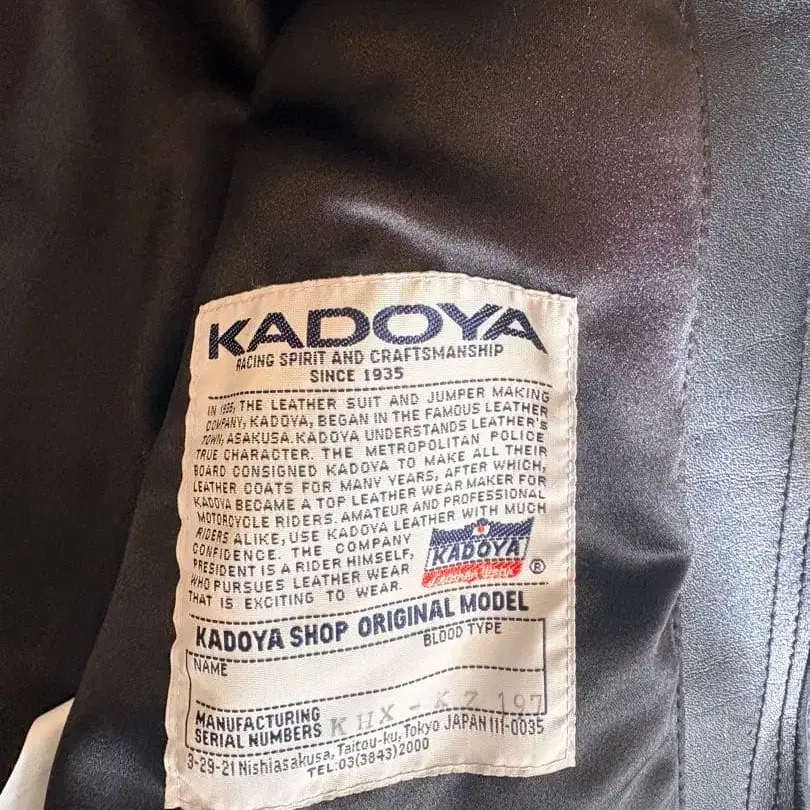 KADOYA
RACING SPIRIT AND CRAFTSMANSHIP
SINCE 1935
IN 1935, THE LEATHER SUIT AND JUMPER MAKING
COMPANY, KADOYA, BEGAN IN THE FAMOUS LEATHER
TOWN, ASAKUSA. KADOYA UNDERSTANDS LEATHER'S
TRUE CHARACTER. THE METROPOLITAN POLICE
BOARD CONSIGNED KADOYA TO MAKE ALL THEIR
LEATHER COATS FOR MANY YEARS, AFTER WHICH,
KADOYA BECAME A TOP LEATHER WEAR MAKER FOR
MOTORCYCLE RIDERS. AMATEUR AND PROFESSIONAL
RIDERS ALIKE, USE KADOYA LEATHER WITH MUCH
CONFIDENCE. THE COMPANY
PRESIDENT IS A RIDER HIMSELF,
WHO PURSUES LEATHER WEAR
THAT IS EXCITING TO WEAR.
KADOYA ®
Leather Wear
KADOYA SHOP ORIGINAL MODEL
NAME
BLOOD TYPE
MANUFACTURING
SERIAL NUMBERS KHX-KZ 197
3-29-21 Nishiasakusa, Taitou-ku, Tokyo JAPAN 111-0035
TEL:03(3843)2000